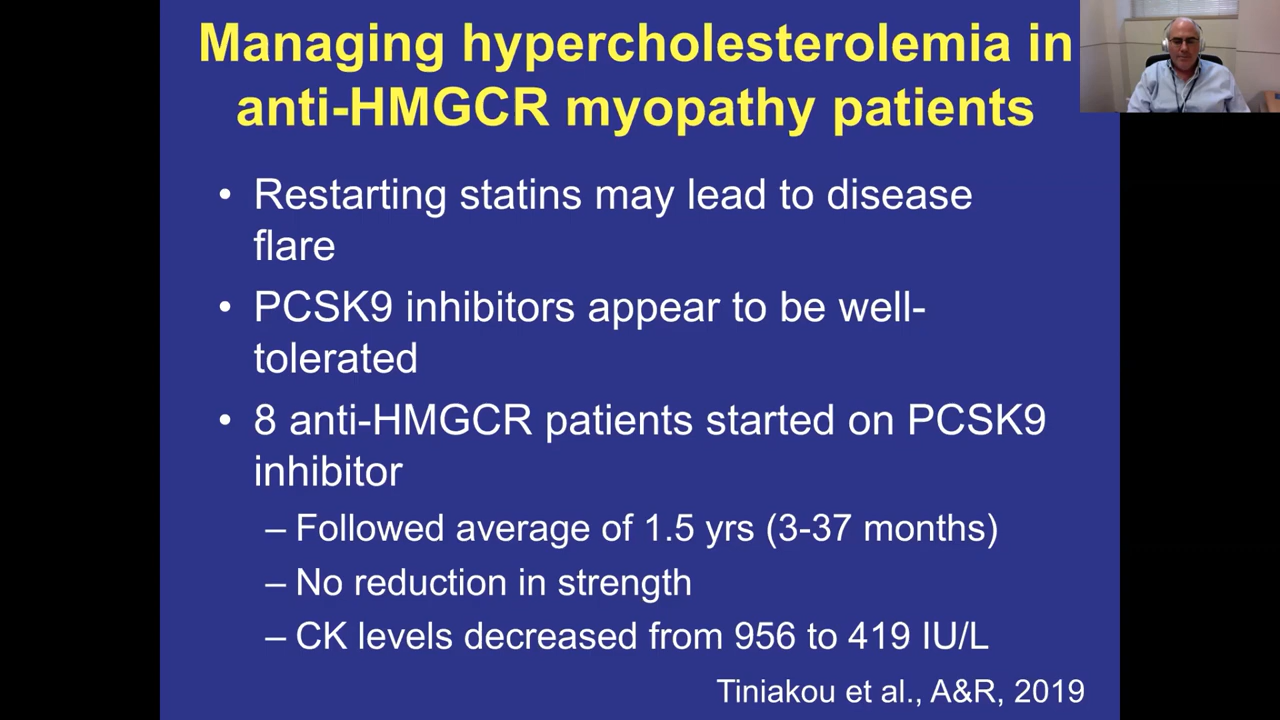 Managing hypercholesterolemia in
anti-HMGCR myopathy patients
• Restarting statins may lead to disease
flare
• PCSK9 inhibitors appear to be well-
tolerated
• 8 anti-HMGCR patients started on PCSK9
inhibitor
– Followed average of 1.5 yrs (3-37 months)
– No reduction in strength
– CK levels decreased from 956 to 419 IU/L
Tiniakou et al., A&R, 2019